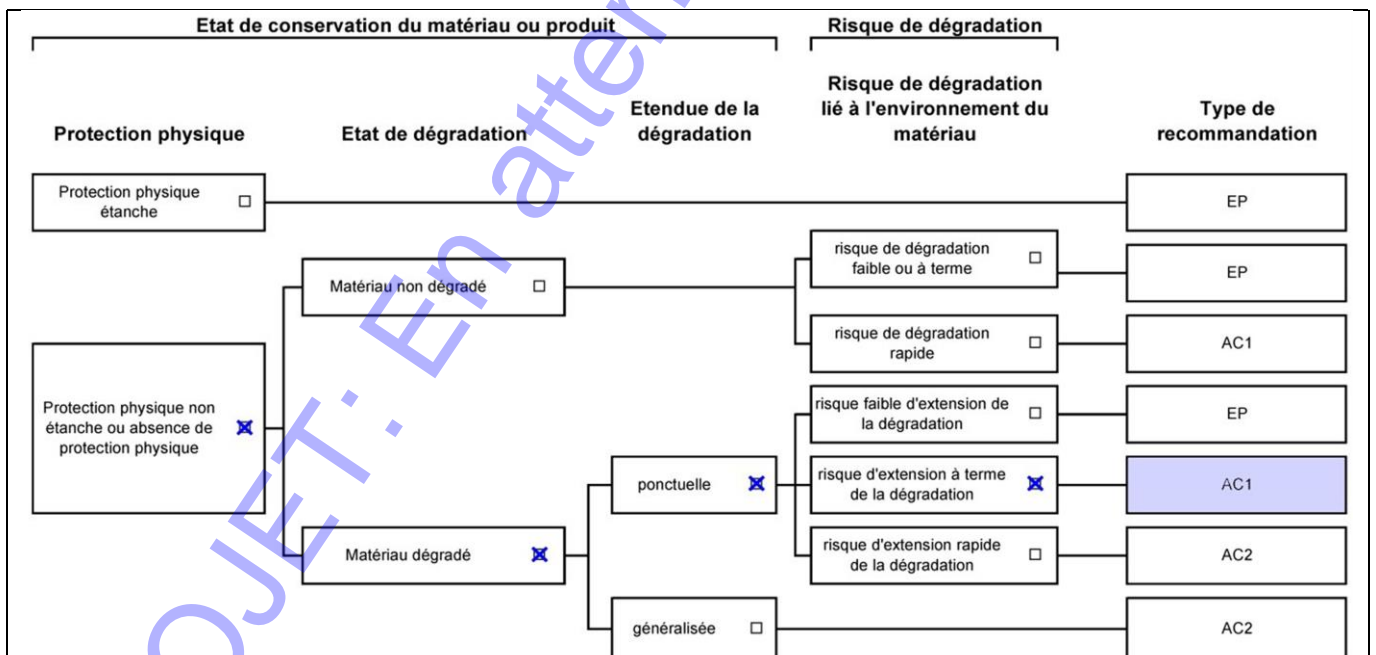 Etat de conservation du matériau ou produit
Risque de dégradation
Protection physique
Etat de dégradation
Etendue de la
dégradation
Risque de dégradation
lié à l'environnement du
matériau
Type de
recommandation
Protection physique
étanche
EP
Matériau non dégradé
risque de dégradation
faible ou à terme
EP
risque de dégradation
rapide
AC1
Protection physique non
étanche ou absence de
protection physique
Matériau dégradé
ponctuelle
risque faible d'extension de
la dégradation
EP
risque d'extension à terme
de la dégradation
AC1
risque d'extension rapide
de la dégradation
AC2
généralisée
AC2
OJET: En atten